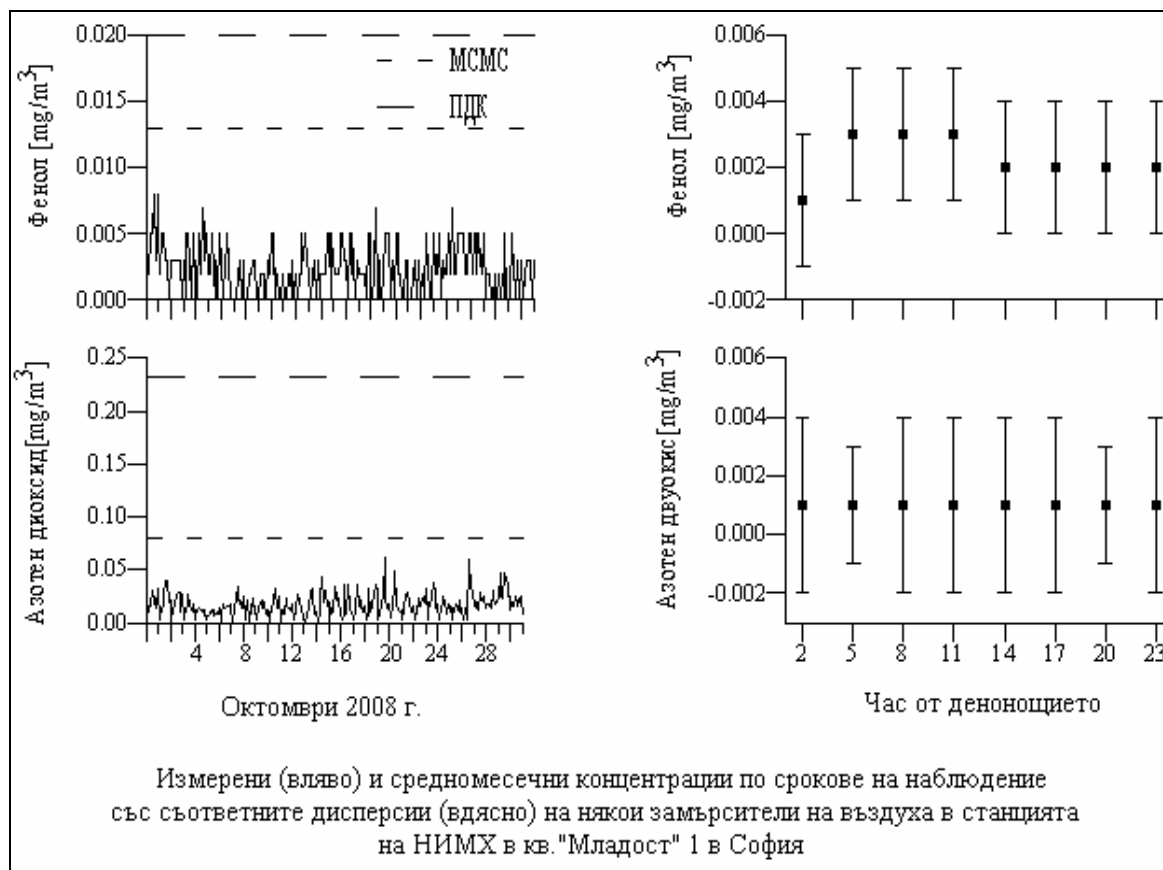 0.020
0.015
0.010
0.005
0.000
Фенол [mg/m³]
МСМС
ПДК
0.006
0.004
0.002
0.000
-0.002
Фенол [mg/m³]
0.25
0.20
0.15
0.10
0.05
0.00
Азотен диоксид[mg/m³]
4 8 12 16 20 24 28
Октомври 2008 г.
0.006
0.004
0.002
0.000
-0.002
Азотен двуокис[mg/m³]
2 5 8 11 14 17 20 23
Час от денонощието
Измерени (вляво) и средномесечни концентрации по срокове на наблюдение
със съответните дисперсии (вдясно) на някои замърсители на въздуха в станцията
на НИМХ в кв."Младост" 1 в София